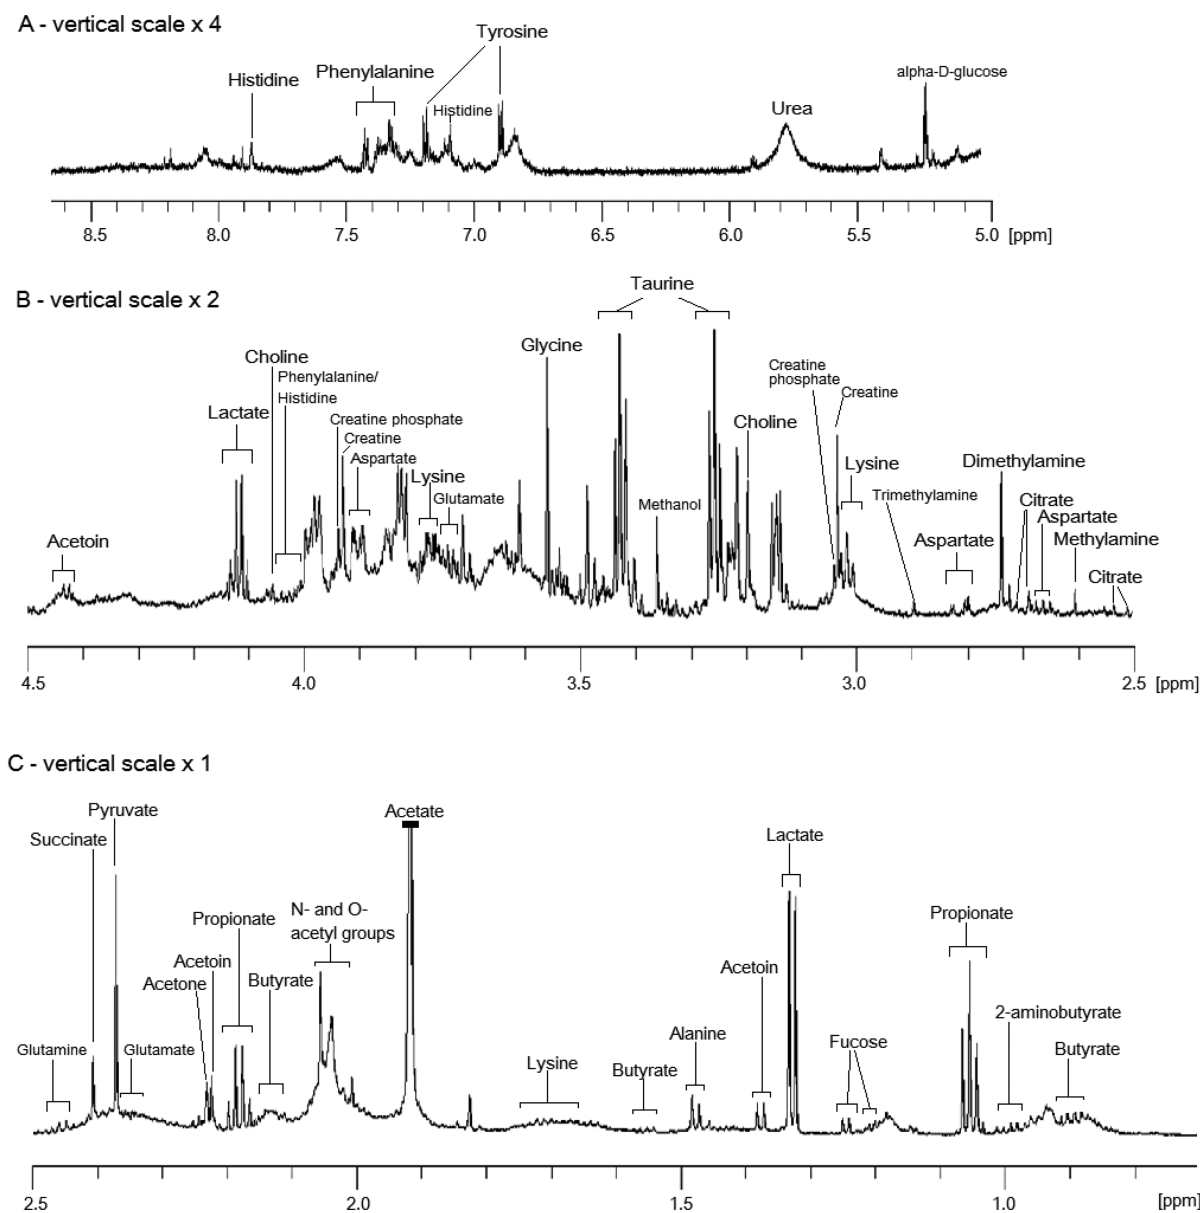 A - vertical scale x 4
Tyrosine
Histidine
Phenylalanine
Histidine
alpha-D-glucose
Urea
8.5 8.0 7.5 7.0 6.5 6.0 5.5 5.0 [ppm]
B - vertical scale x 2
Taurine
Choline
Glycine
Phenylalanine/
Histidine
Creatine
phosphate
Creatine
Lactate
Creatine phosphate
Creatine
Aspartate
Choline
Lysine
Glutamate
Methanol
Lysine
Trimethylamine
Dimethylamine
Citrate
Aspartate
Acetoin
Aspartate
Methylamine
Citrate
4.5 4.0 3.5 3.0 2.5 [ppm]
C - vertical scale x 1
Pyruvate
Acetate
Succinate
Lactate
Propionate
N- and O-
acetyl groups
Propionate
Acetoin
Acetone
Butyrate
Acetoin
2-aminobutyrate
Glutamine
Glutamate
Lysine
Butyrate
Alanine
Fucose
Butyrate
2.5 2.0 1.5 1.0 [ppm]